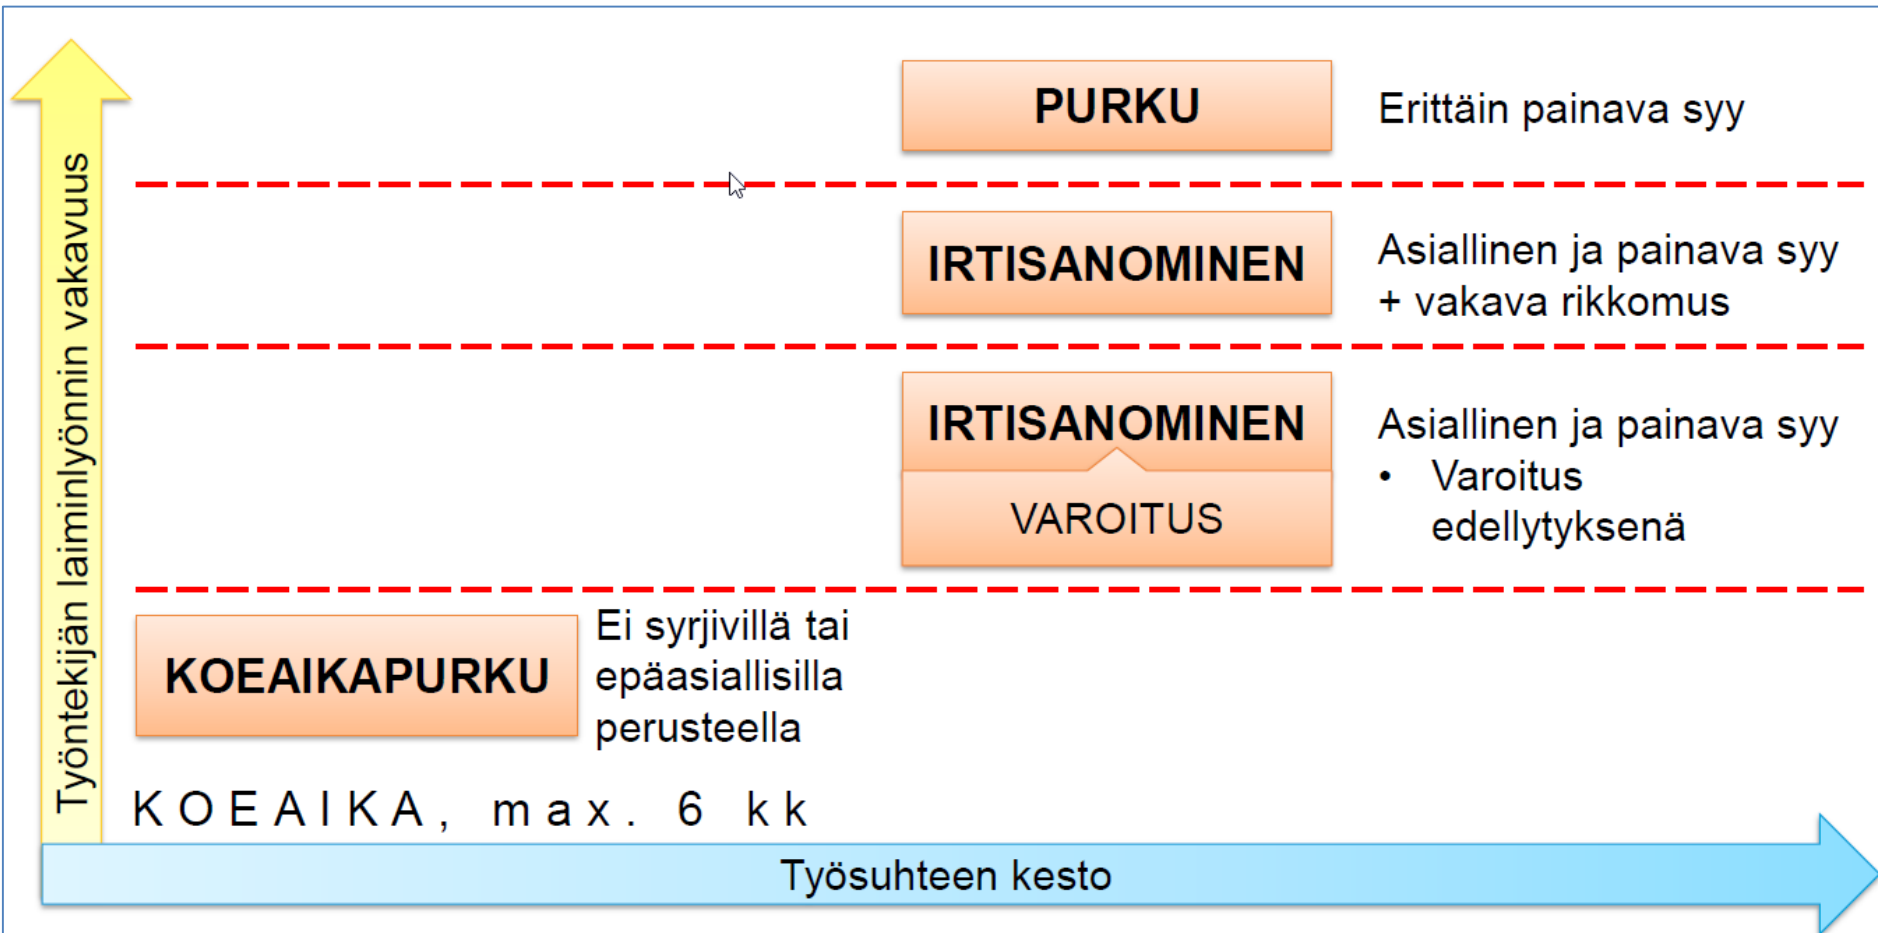 PURKU
Erittäin painava syy
IRTISANOMINEN
Asiallinen ja painava syy
+ vakava rikkomus
IRTISANOMINEN
VAROITUS
Asiallinen ja painava syy
• Varoitus
edellytyksenä
KOEAIKAPURKU
Ei syrjivillä tai
epäasiallisilla
perusteella
KOEAIKA, max. 6 kk
Työntekijän laiminlyönnin vakavuus
Työsuhteen kesto